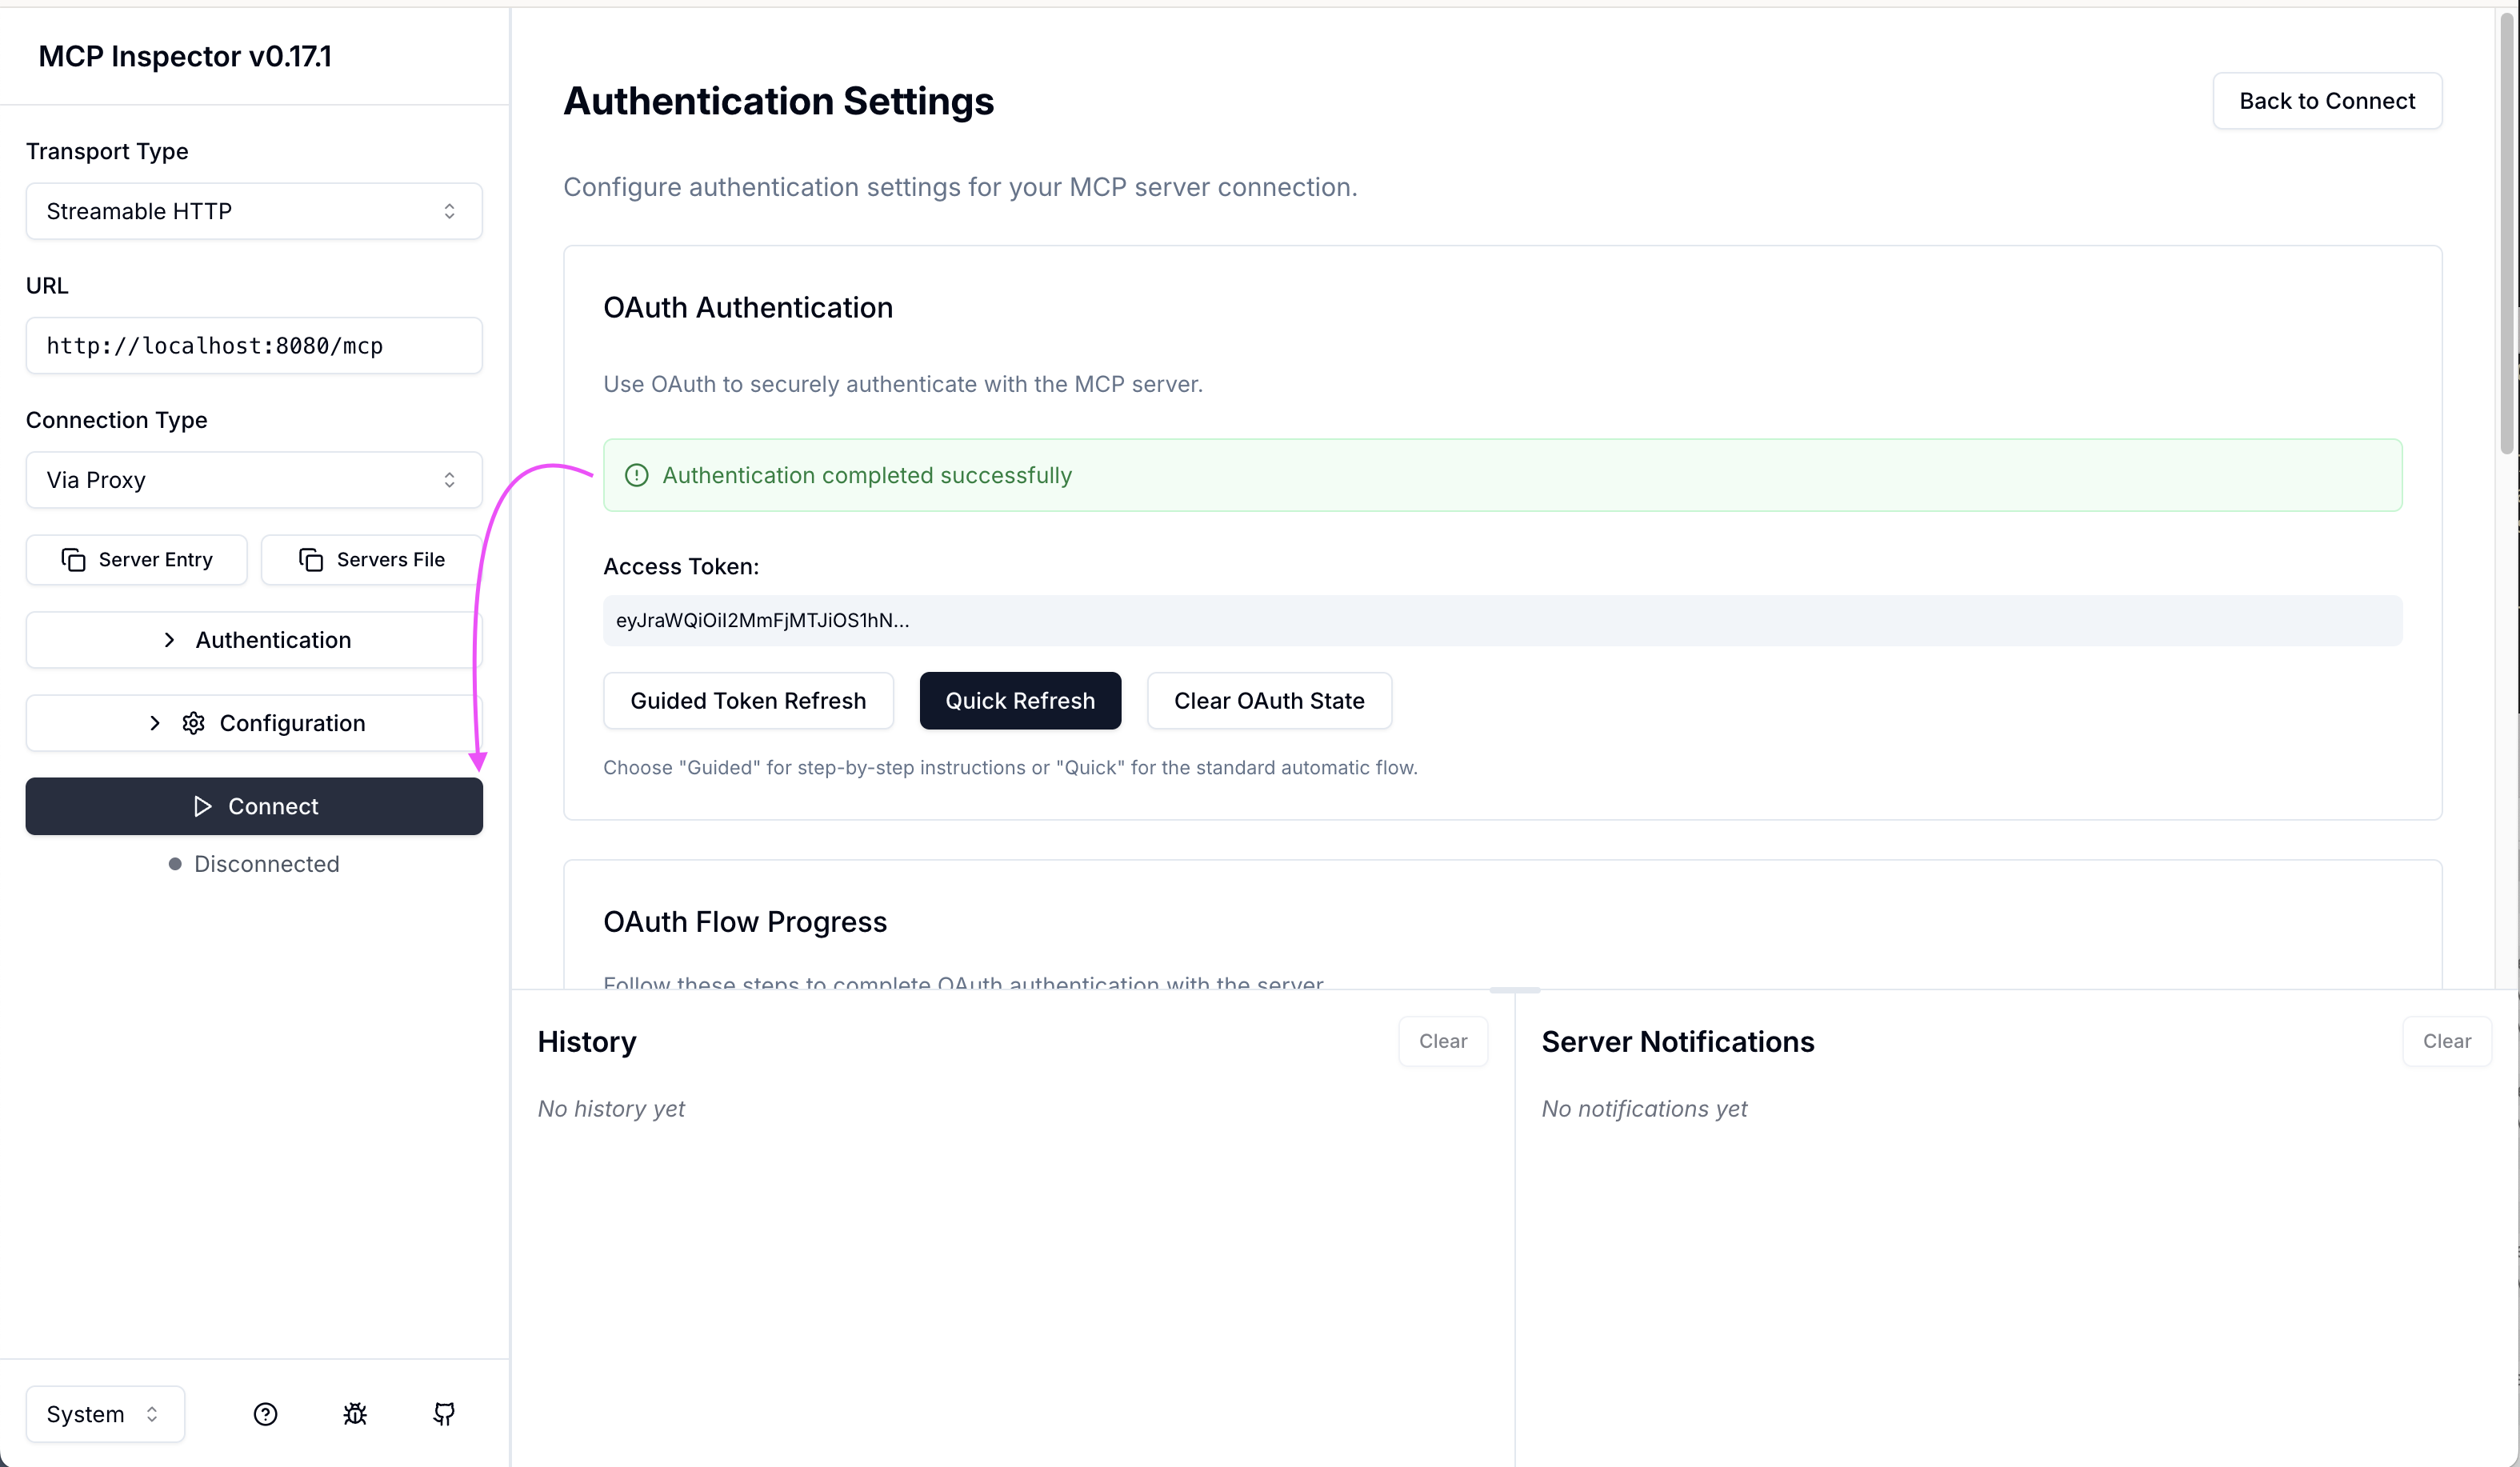 MCP Inspector v0.17.1
Transport Type
Streamable HTTP
URL
http://localhost:8080/mcp
Connection Type
Via Proxy
Server Entry
Servers File
Authentication
Configuration
Connect
Disconnected
System
Authentication Settings
Back to Connect
Configure authentication settings for your MCP server connection.
OAuth Authentication
Use OAuth to securely authenticate with the MCP server.
Authentication completed successfully
Access Token:
eyJraWQiOiI2MmFjMTJiOS1hN...
Guided Token Refresh
Quick Refresh
Clear OAuth State
Choose "Guided" for step-by-step instructions or "Quick" for the standard automatic flow.
OAuth Flow Progress
Follow these steps to complete OAuth authentication with the server.
History
Clear
No history yet
Server Notifications
Clear
No notifications yet